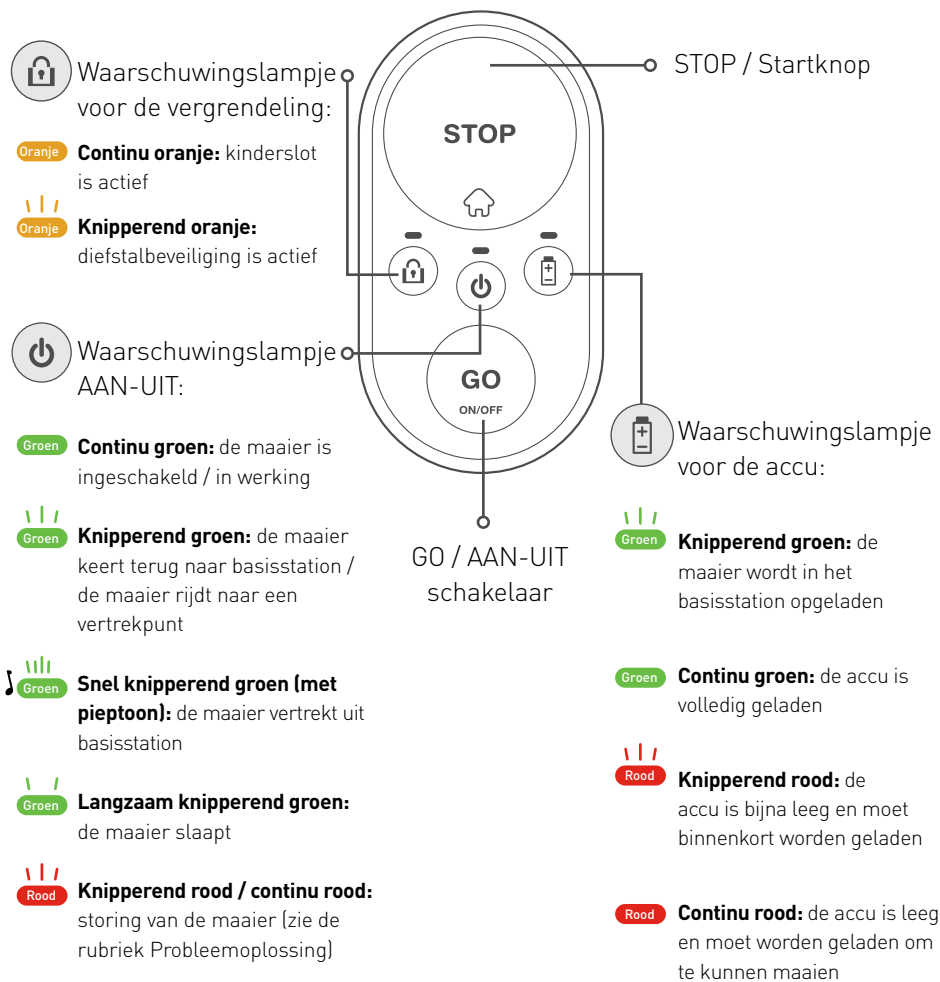 Waarschuwingslampje
voor de vergrendeling:
Oranje
Continu oranje: kinderslot
is actief
Oranje
Knipperend oranje:
diefstalbeveiliging is actief
Waarschuwingslampje
AAN-UIT:
Groen
Continu groen: de maaier is
ingeschakeld / in werking
Groen
Knipperend groen: de maaier
keert terug naar basisstation /
de maaier rijdt naar een
vertrekpunt
Groen
Snel knipperend groen (met
pieptoon): de maaier vertrekt uit
basisstation
Groen
Langzaam knipperend groen:
de maaier slaapt
Rood
Knipperend rood / continu rood:
storing van de maaier (zie de
rubriek Probleemoplossing)
STOP
GO
ON/OFF
GO / AAN-UIT
schakelaar
STOP / Startknop
Waarschuwingslampje
voor de accu:
Groen
Knipperend groen: de
maaier wordt in het
basisstation opgeladen
Groen
Continu groen: de accu is
volledig geladen
Rood
Knipperend rood: de
accu is bijna leeg en moet
binnenkort worden geladen
Rood
Continu rood: de accu is leeg
en moet worden geladen om
te kunnen maaien